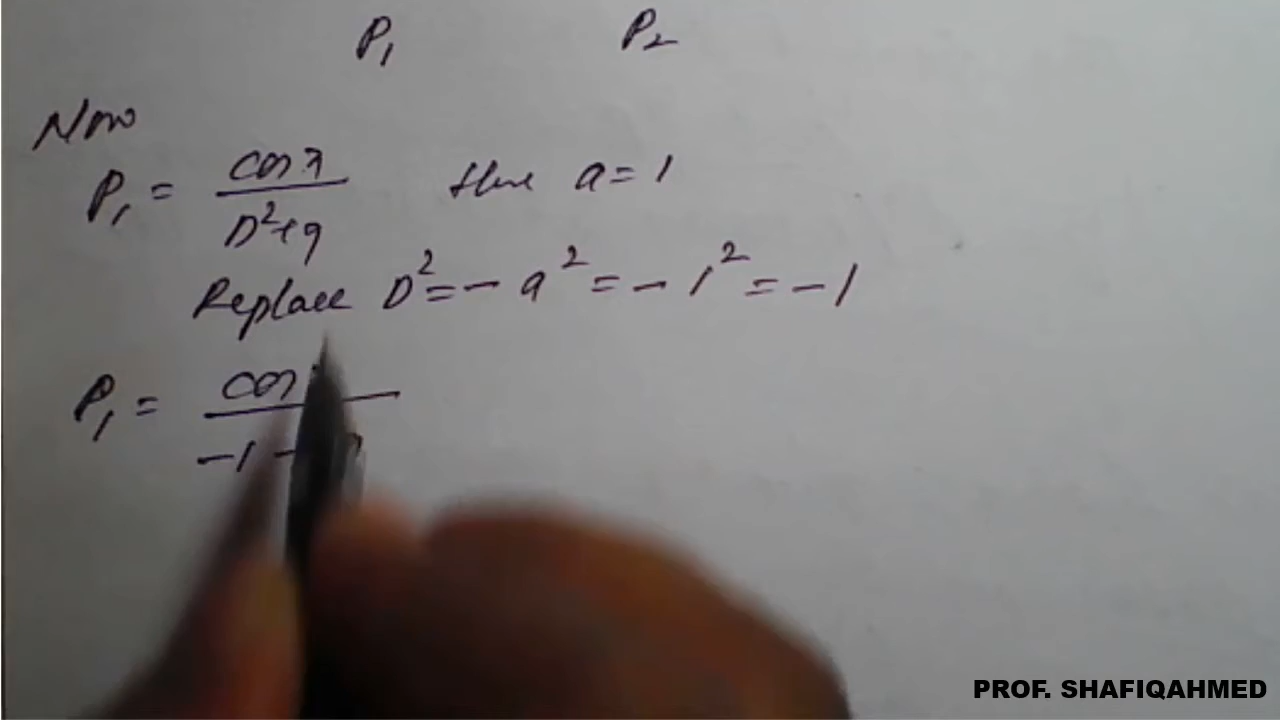 P₁ P₂
Now
P₁ = cos x / D²+9 Here a = 1
Replace D² = - a² = - 1² = - 1
P₁ = cos / -1
PROF. SHAFIQAHMED